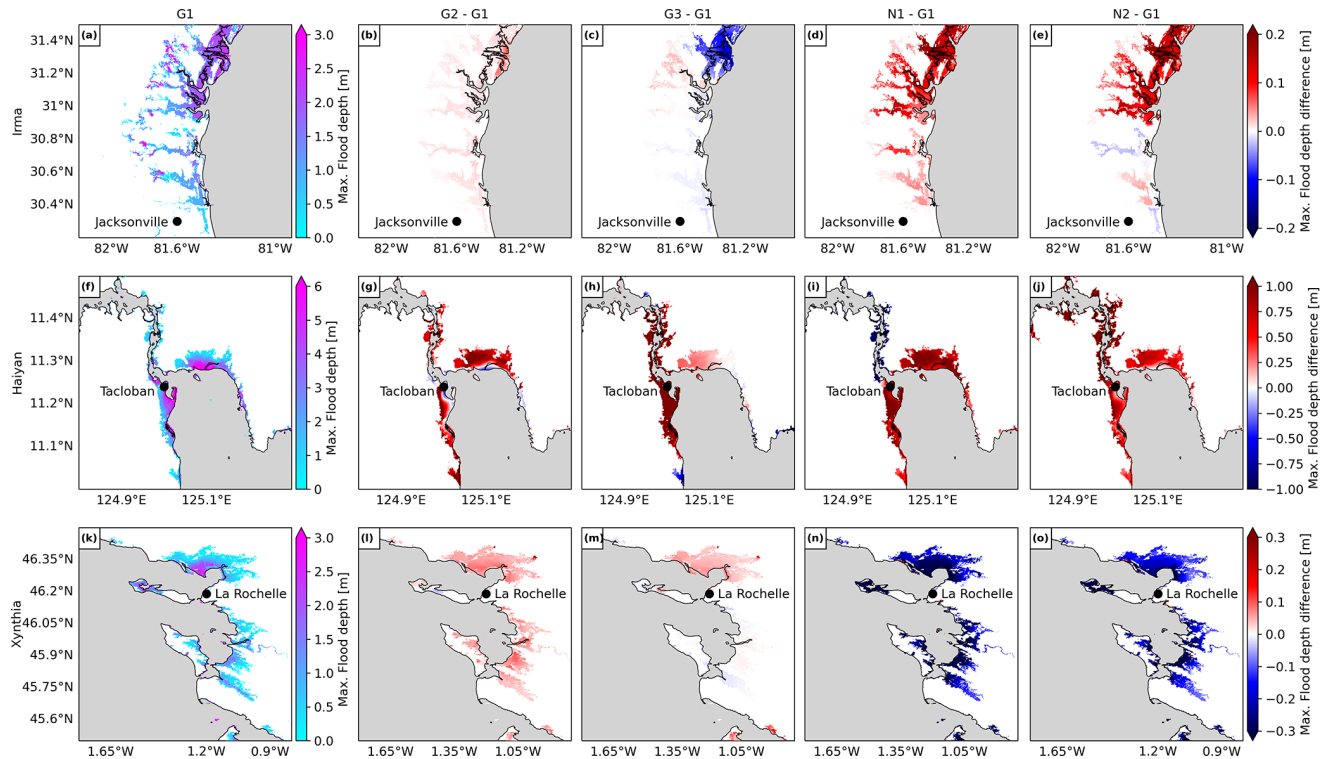 G1 G2 - G1 G3 - G1 N1 - G1 N2 - G1
Irma
31.4°N
31.2°N
31°N
30.8°N
30.6°N
30.4°N
(a) Jacksonville
82°W 81.6°W 81°W
3.0
2.5
2.0
1.5
1.0
0.5
0.0
Max. Flood depth [m]
(b) Jacksonville
82°W 81.6°W 81.2°W
(c) Jacksonville
82°W 81.6°W 81.2°W
(d) Jacksonville
82°W 81.6°W 81°W
(e) Jacksonville
82°W 81.6°W 81°W
0.2
0.1
0.0
−0.1
−0.2
Max. Flood depth difference [m]
Haiyan
11.4°N
11.3°N
11.2°N
11.1°N
(f) Tacloban
124.9°E 125.1°E
6
5
4
3
2
1
0
Max. Flood depth [m]
(g) Tacloban
124.9°E 125.1°E
(h) Tacloban
124.9°E 125.1°E
(i) Tacloban
124.9°E 125.1°E
(j) Tacloban
124.9°E 125.1°E
1.00
0.75
0.50
0.25
0.00
−0.25
−0.50
−0.75
−1.00
Max. Flood depth difference [m]
Xynthia
46.35°N
46.2°N
46.05°N
45.9°N
45.75°N
45.6°N
(k) La Rochelle
1.65°W 1.2°W 0.9°W
3.0
2.5
2.0
1.5
1.0
0.5
0.0
Max. Flood depth [m]
(l) La Rochelle
1.65°W 1.35°W 1.05°W
(m) La Rochelle
1.65°W 1.35°W 1.05°W
(n) La Rochelle
1.65°W 1.35°W 1.05°W
(o) La Rochelle
1.65°W 1.2°W 0.9°W
0.3
0.2
0.1
0.0
−0.1
−0.2
−0.3
Max. Flood depth difference [m]